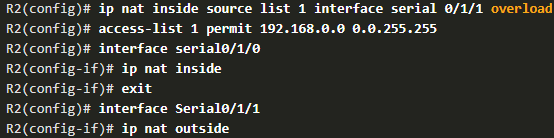 R2(config)# ip nat inside source list 1 interface serial 0/1/1 overload
R2(config)# access-list 1 permit 192.168.0.0 0.0.255.255
R2(config)# interface serial0/1/0
R2(config-if)# ip nat inside
R2(config-if)# exit
R2(config)# interface Serial0/1/1
R2(config-if)# ip nat outside